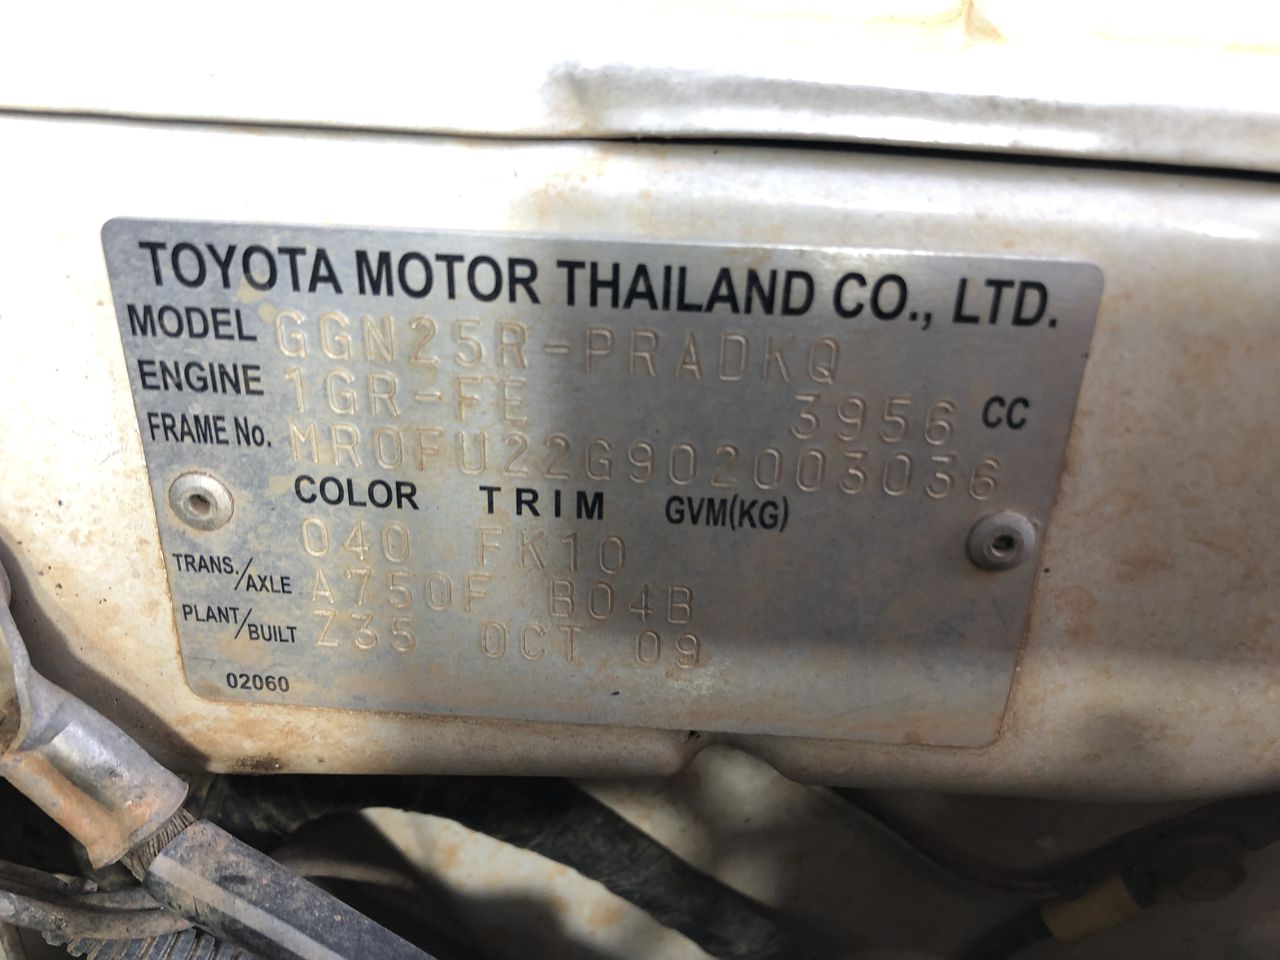 TOYOTA MOTOR THAILAND CO., LTD.
MODEL GGN25R-PRADKQ
ENGINE 1GR-FE 3956 CC
FRAME No. MR0FU22G902003036
COLOR TRIM GVM(KG)
040 FK10
TRANS./AXLE A750F B04B
PLANT/BUILT Z35 OCT 09
02060